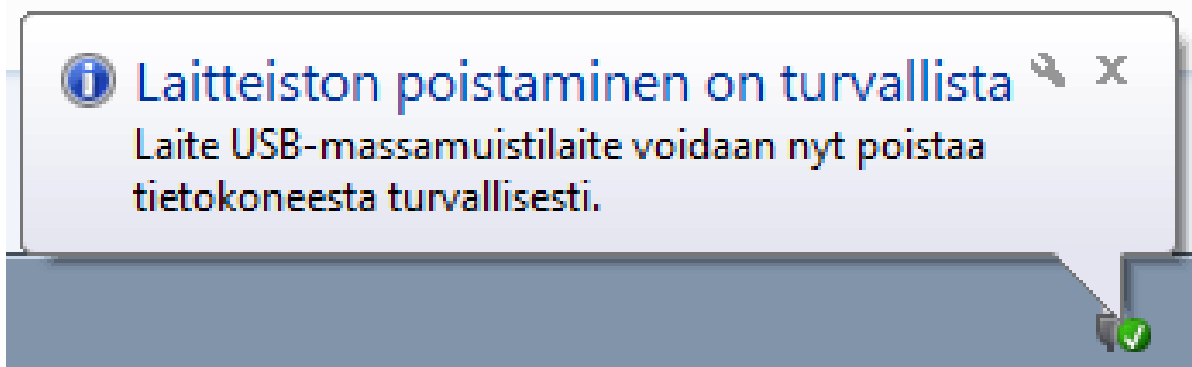 Laitteiston poistaminen on turvallista
Laite USB-massamuistilaite voidaan nyt poistaa
tietokoneesta turvallisesti.